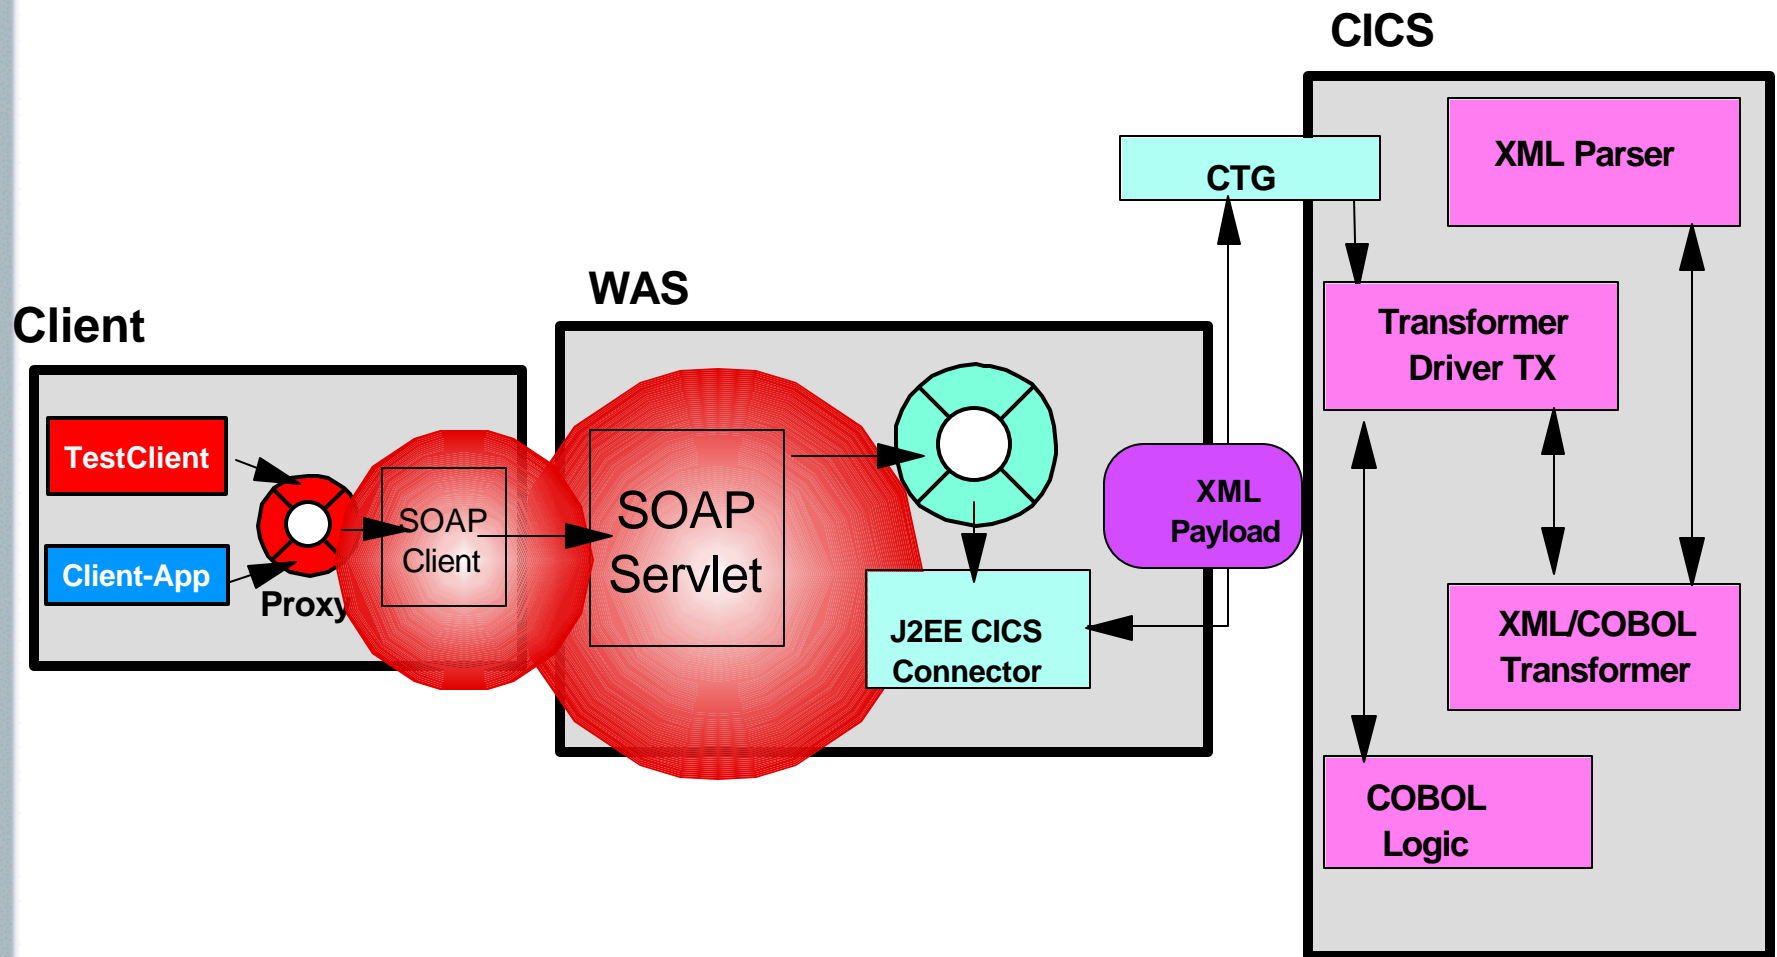 CICS
XML Parser
CTG
WAS
Client
Transformer
Driver TX
TestClient
SOAP
Client
SOAP
Servlet
XML
Payload
Client-App
Proxy
J2EE CICS
Connector
XML/COBOL
Transformer
COBOL
Logic